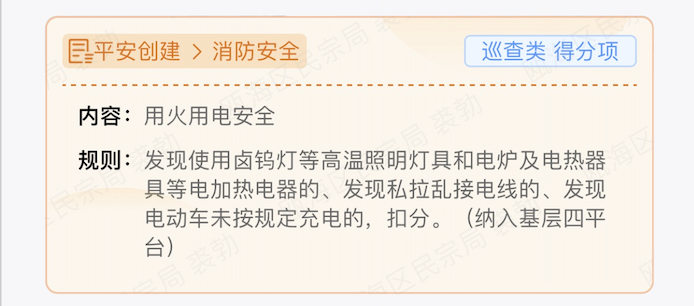 平安创建 > 消防安全
巡查类 得分项
内容：用火用电安全
规则：发现使用卤钨灯等高温照明灯具和电炉及电热器
具等电加热电器的、发现私拉乱接电线的、发现
电动车未按规定充电的，扣分。（纳入基层四平
台）
瓯海区民宗局 裘勃